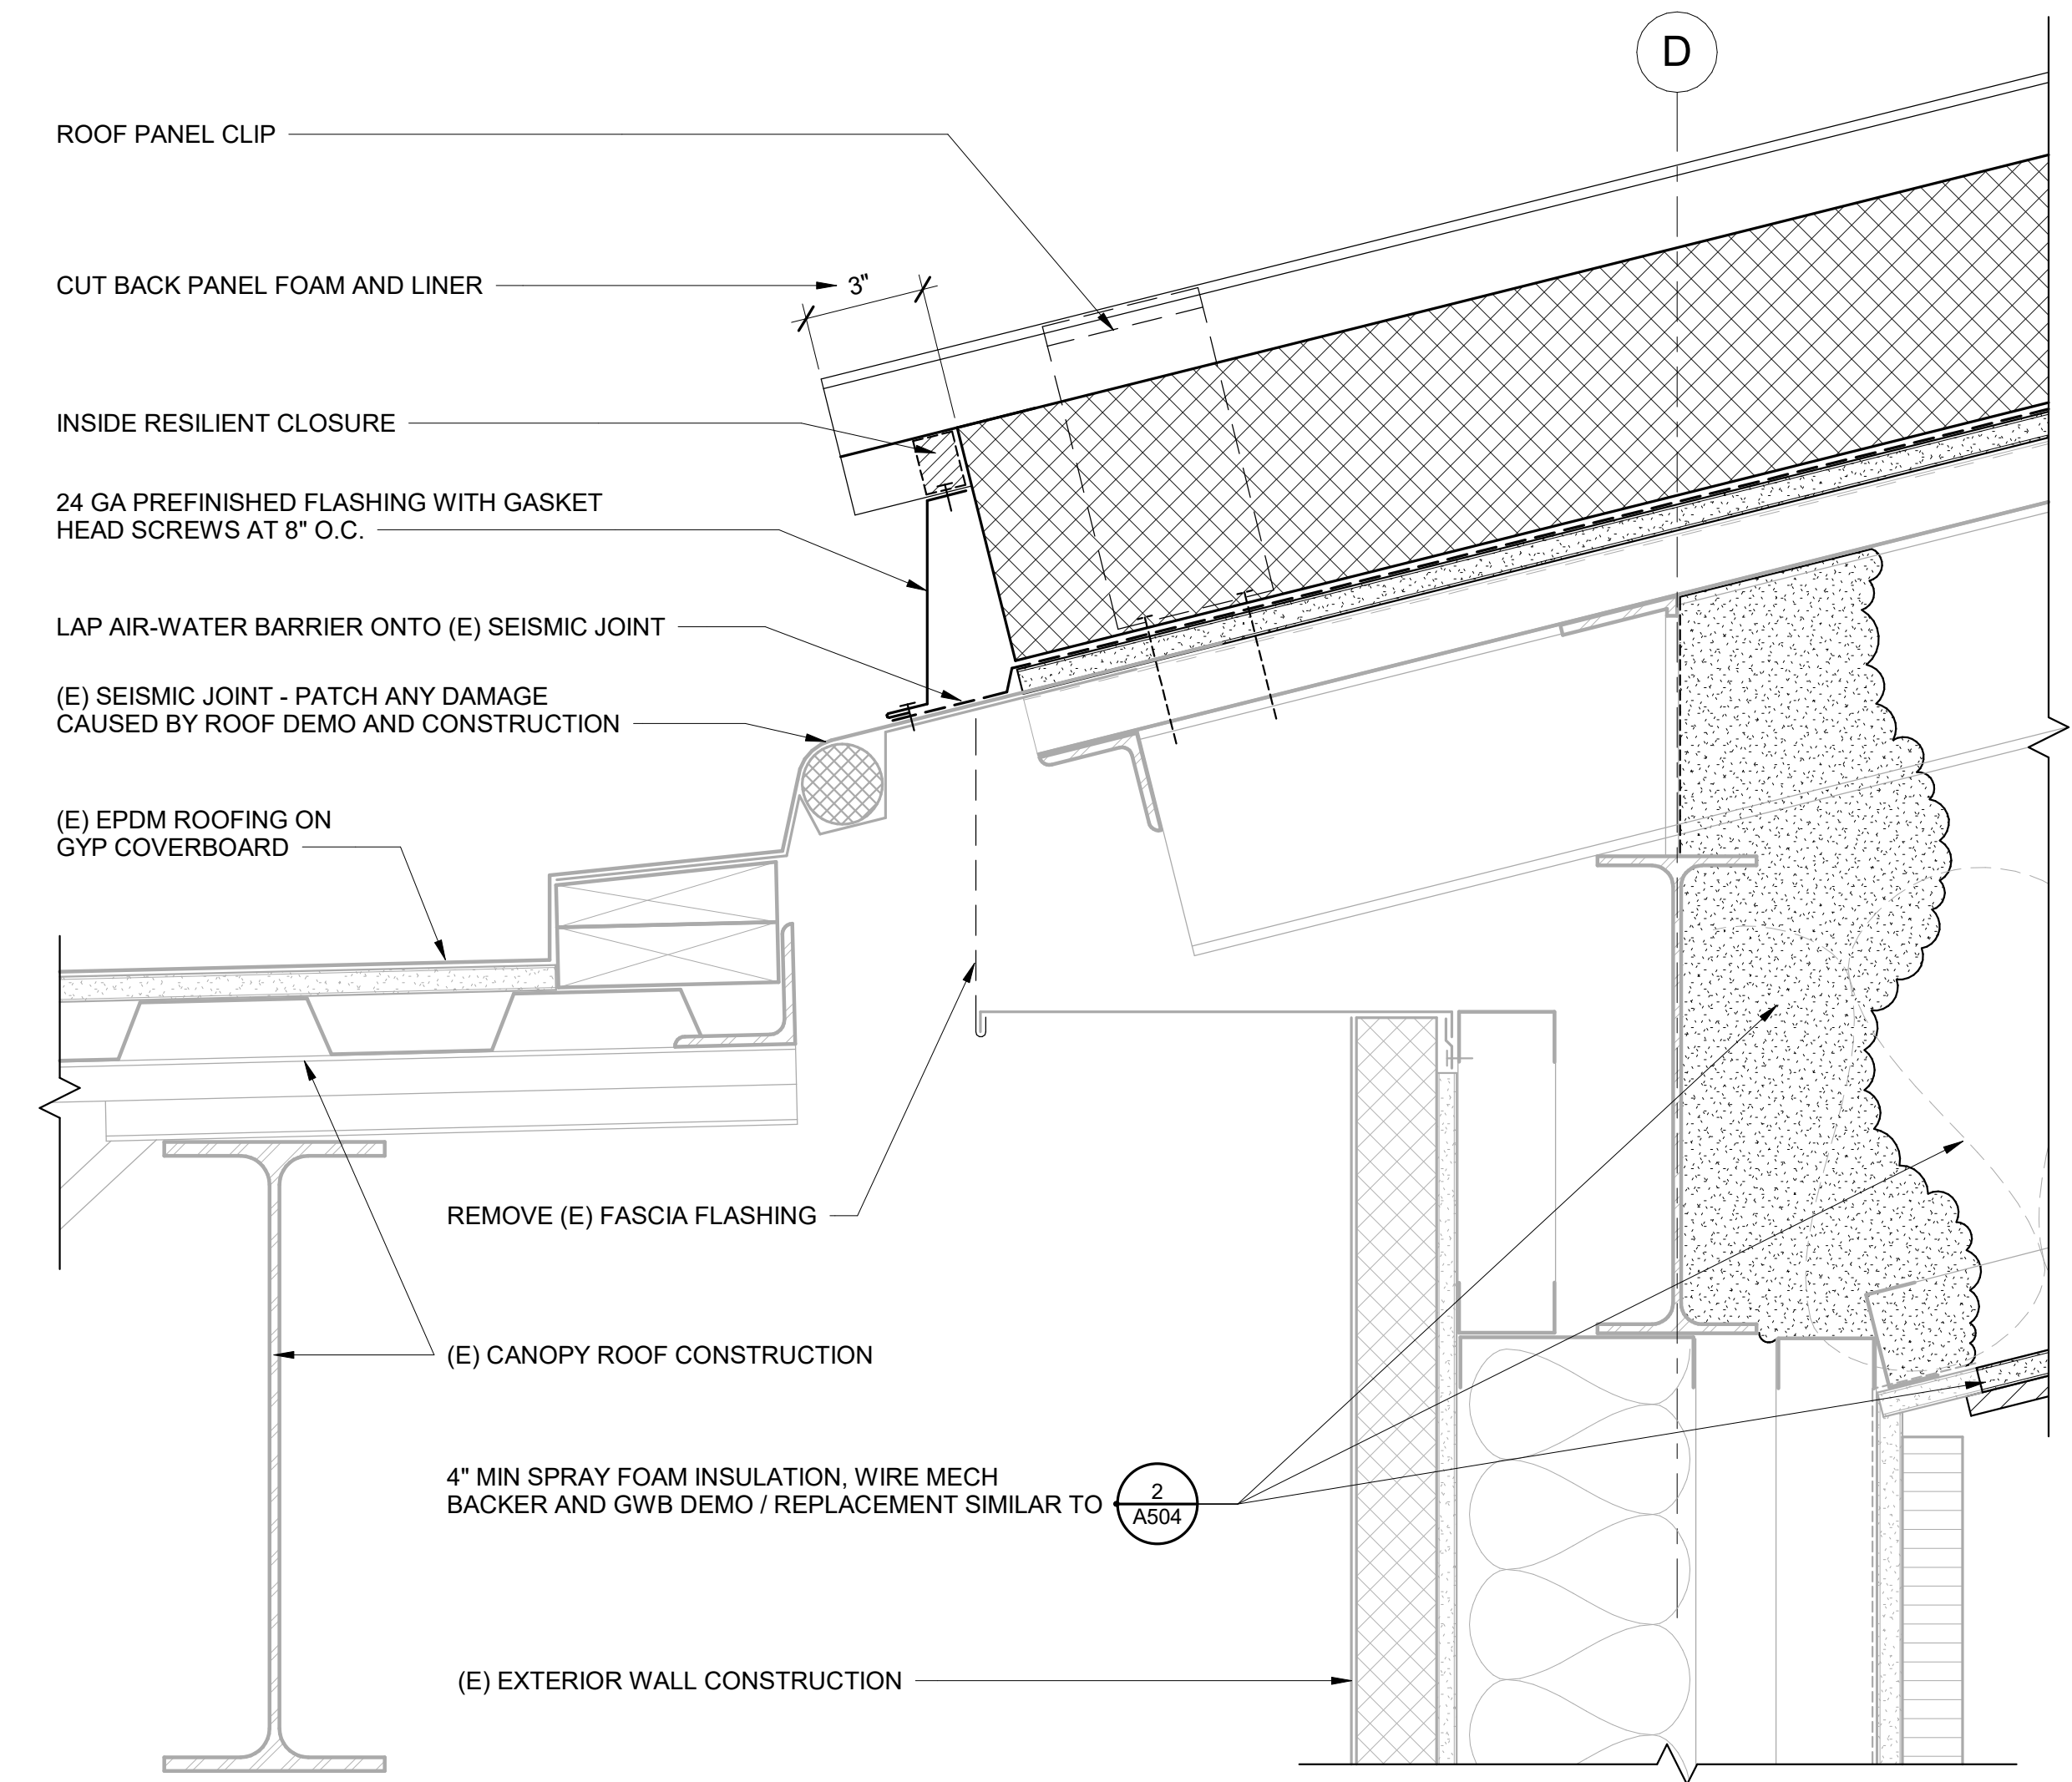 D
ROOF PANEL CLIP
CUT BACK PANEL FOAM AND LINER
3"
INSIDE RESILIENT CLOSURE
24 GA PREFINISHED FLASHING WITH GASKET
HEAD SCREWS AT 8" O.C.
LAP AIR-WATER BARRIER ONTO (E) SEISMIC JOINT
(E) SEISMIC JOINT - PATCH ANY DAMAGE
CAUSED BY ROOF DEMO AND CONSTRUCTION
(E) EPDM ROOFING ON
GYP COVERBOARD
REMOVE (E) FASCIA FLASHING
(E) CANOPY ROOF CONSTRUCTION
4" MIN SPRAY FOAM INSULATION, WIRE MECH
BACKER AND GWB DEMO / REPLACEMENT SIMILAR TO
2
A504
(E) EXTERIOR WALL CONSTRUCTION